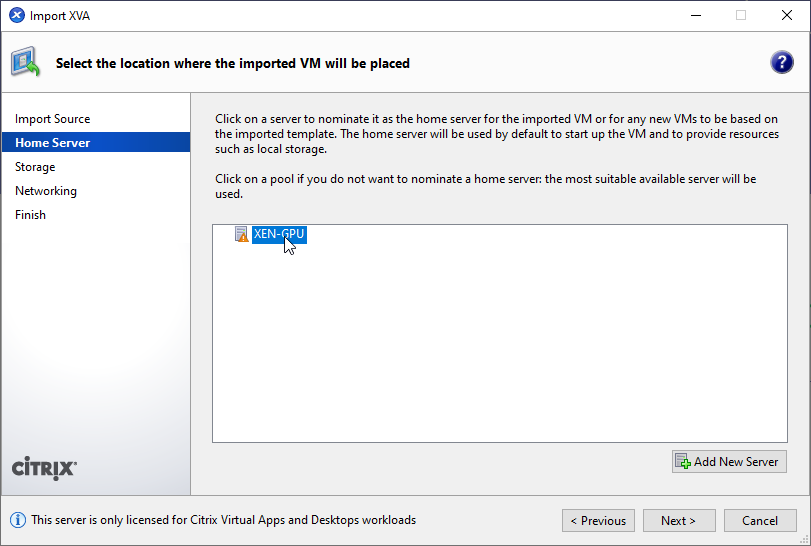 Import XVA
Select the location where the imported VM will be placed
?
Import Source
Home Server
Storage
Networking
Finish
Click on a server to nominate it as the home server for the imported VM or for any new VMs to be based on
the imported template. The home server will be used by default to start up the VM and to provide resources
such as local storage.
Click on a pool if you do not want to nominate a home server: the most suitable available server will be
used.
XEN-GPU
Add New Server
CİTRIX
This server is only licensed for Citrix Virtual Apps and Desktops workloads
< Previous
Next >
Cancel